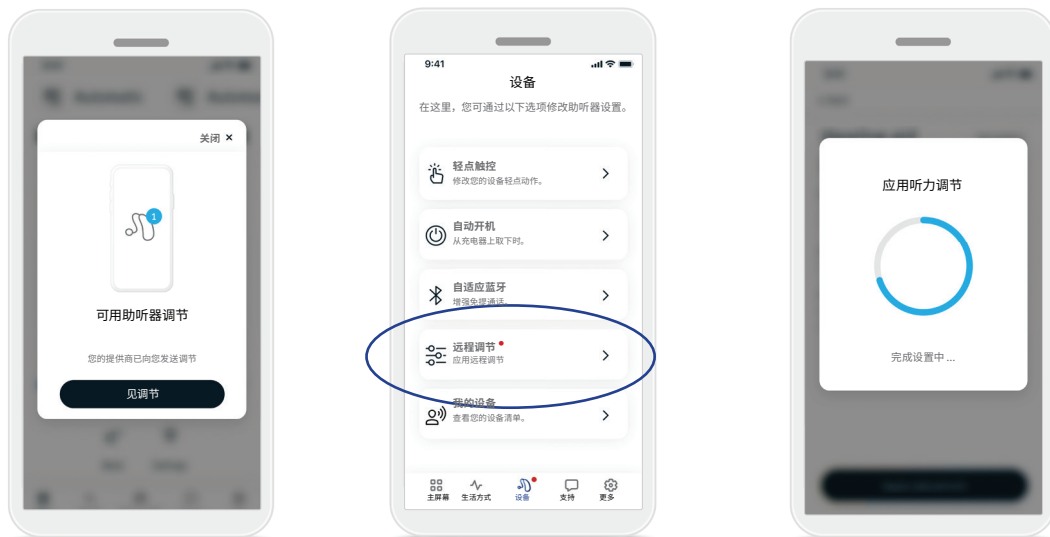 关闭 ×
1
可用助听器调节
您的提供商已向您发送调节
见调节
9:41
设备
在这里，您可通过以下选项修改助听器设置。
轻点触控
修改您的设备轻点动作。
自动开机
从充电器上取下时。
自适应蓝牙
增强免提通话。
远程调节
应用远程调节
我的设备
查看您的设备清单。
主屏幕 生活方式 设备 支持 更多
应用听力调节
完成设置中 ...